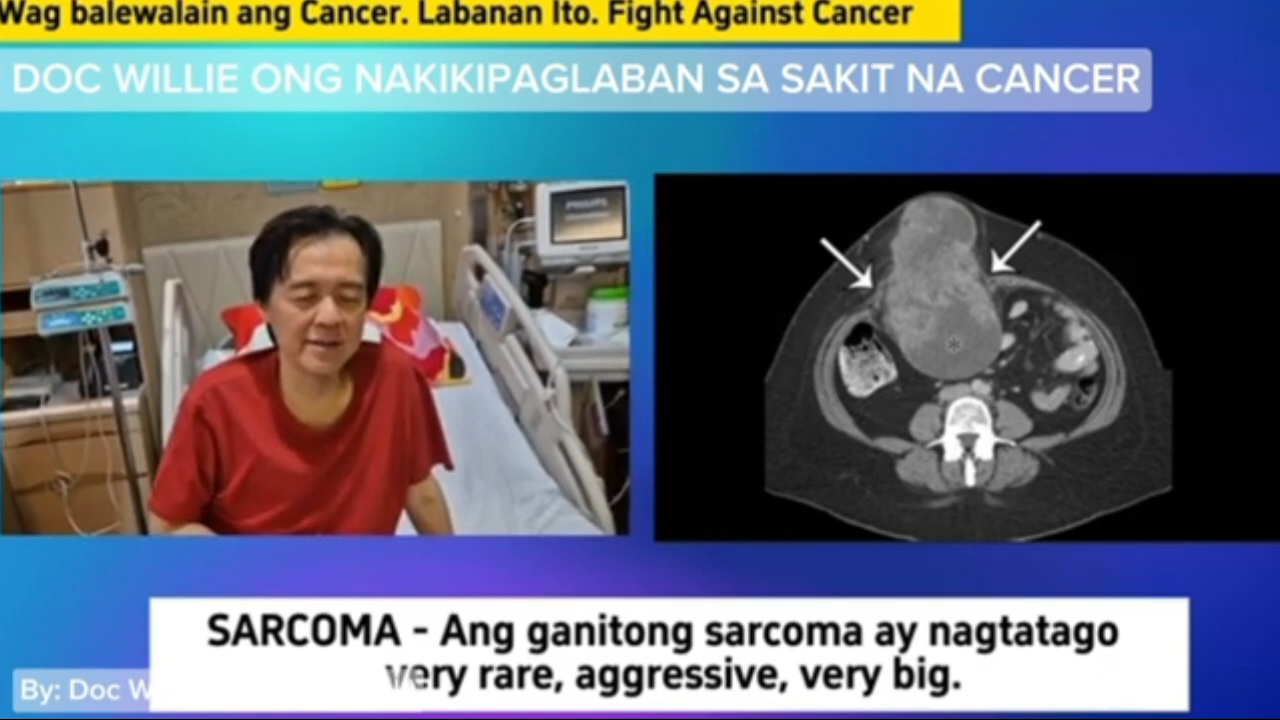 Wag balewalain ang Cancer. Labanan Ito. Fight Against Cancer
DOC WILLIE ONG NAKIKIPAGLABAN SA SAKIT NA CANCER
SARCOMA - Ang ganitong sarcoma ay nagtatago
very rare, aggressive, very big.
By: Doc W